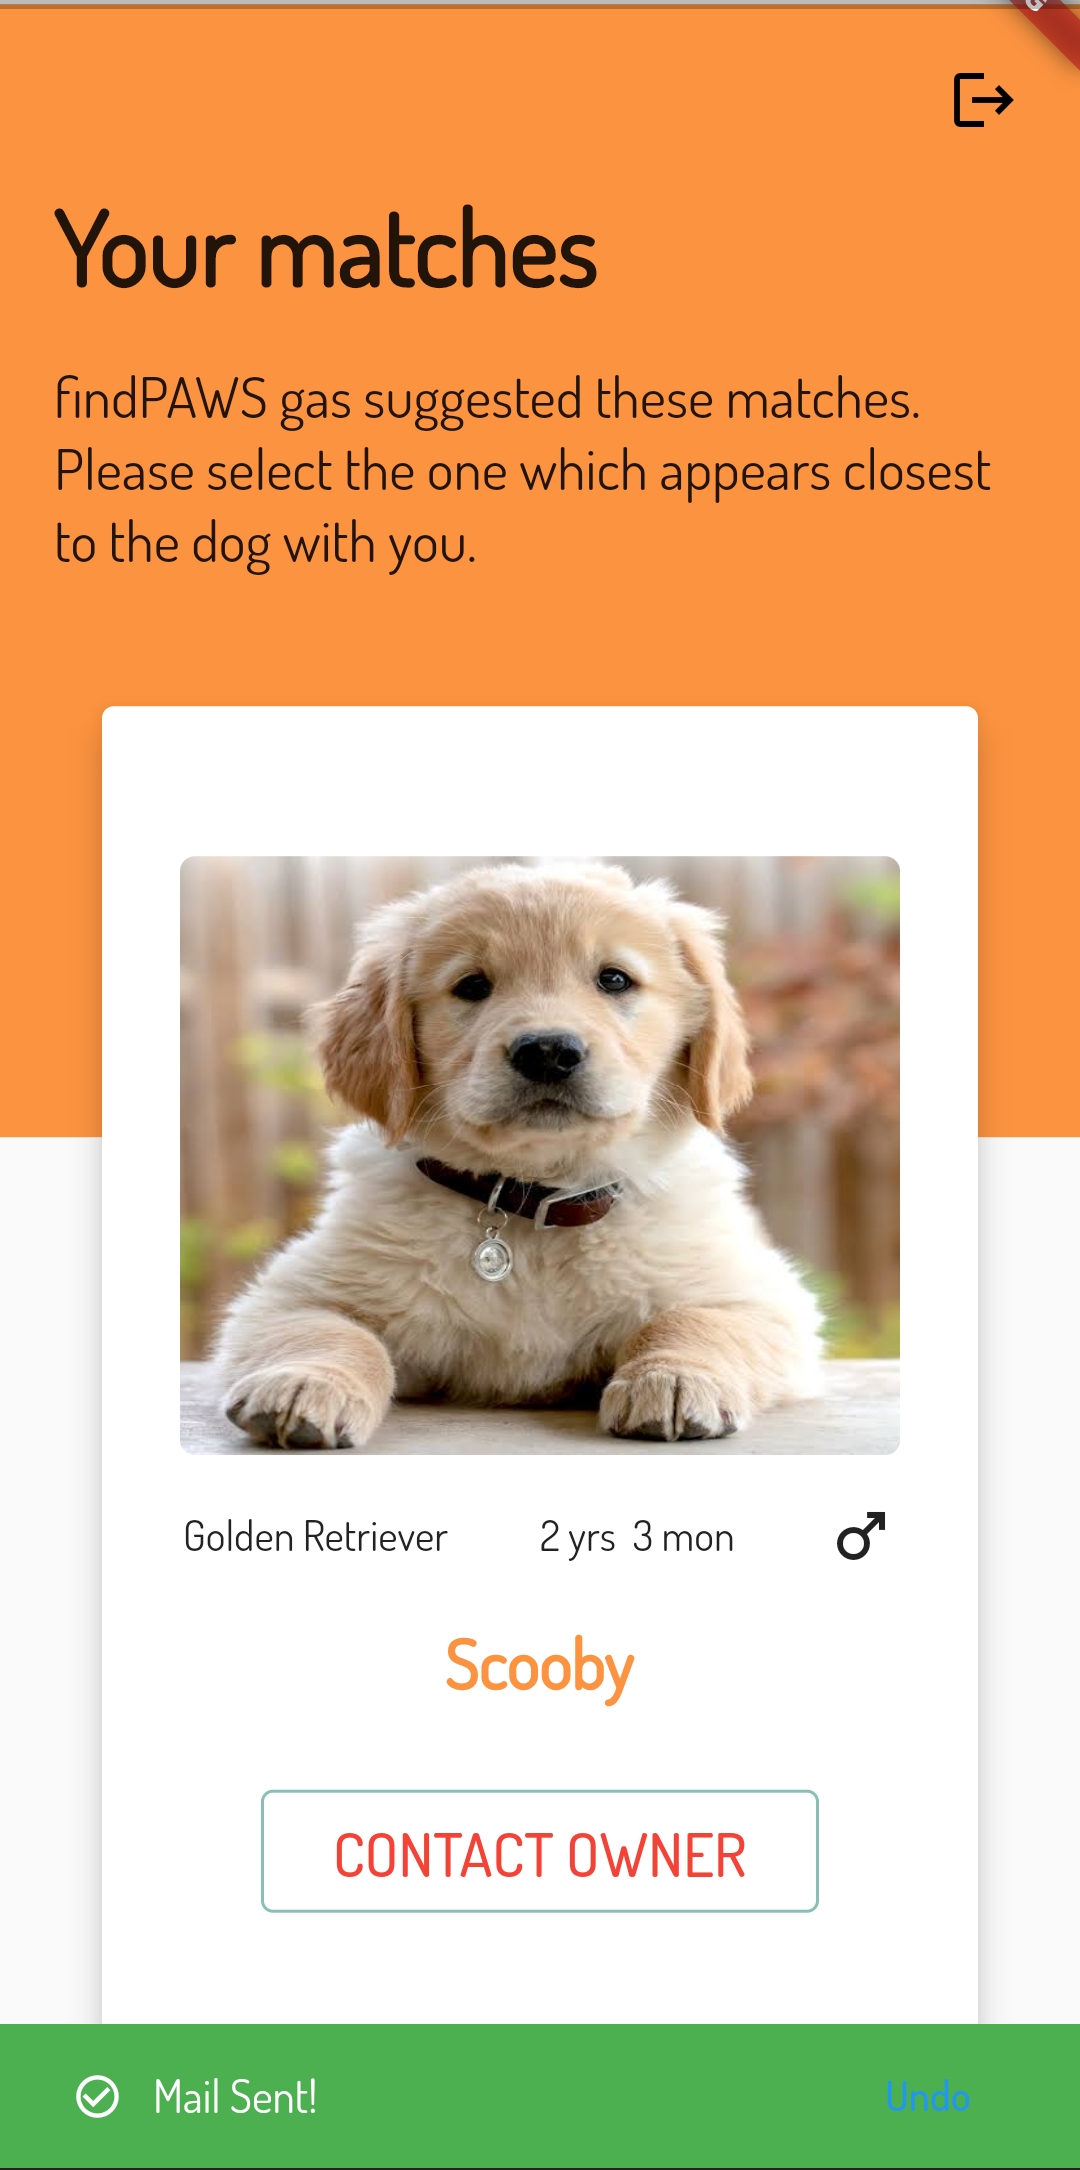 Your matches
findPAWS gas suggested these matches.
Please select the one which appears closest
to the dog with you.
Golden Retriever 2 yrs 3 mon
Scooby
CONTACT OWNER
Mail Sent! Undo